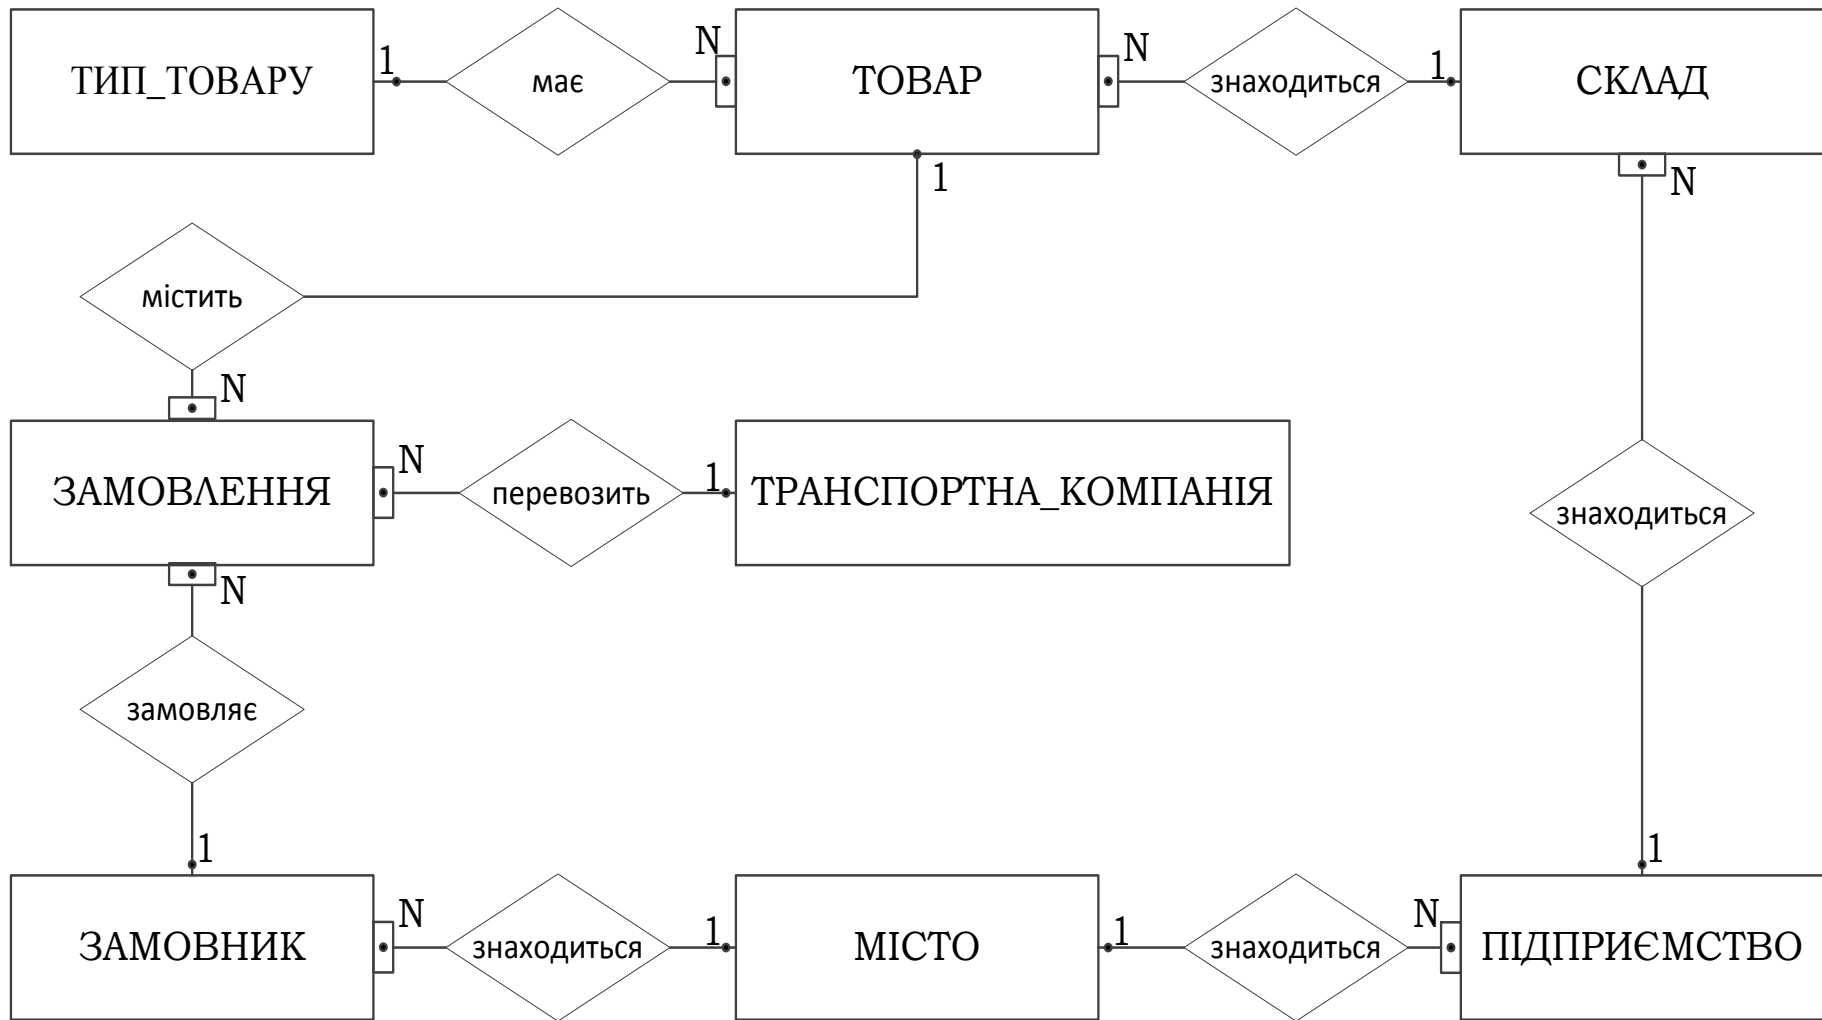 ТИП_ТОВАРУ
1
має
N
ТОВАР
N
знаходиться
1
СКЛАД
1
N
містить
N
ЗАМОВЛЕННЯ
N
перевозить
1
ТРАНСПОРТНА_КОМПАНІЯ
знаходиться
N
замовляє
1
1
ЗАМОВНИК
N
знаходиться
1
МІСТО
1
знаходиться
N
ПІДПРИЄМСТВО